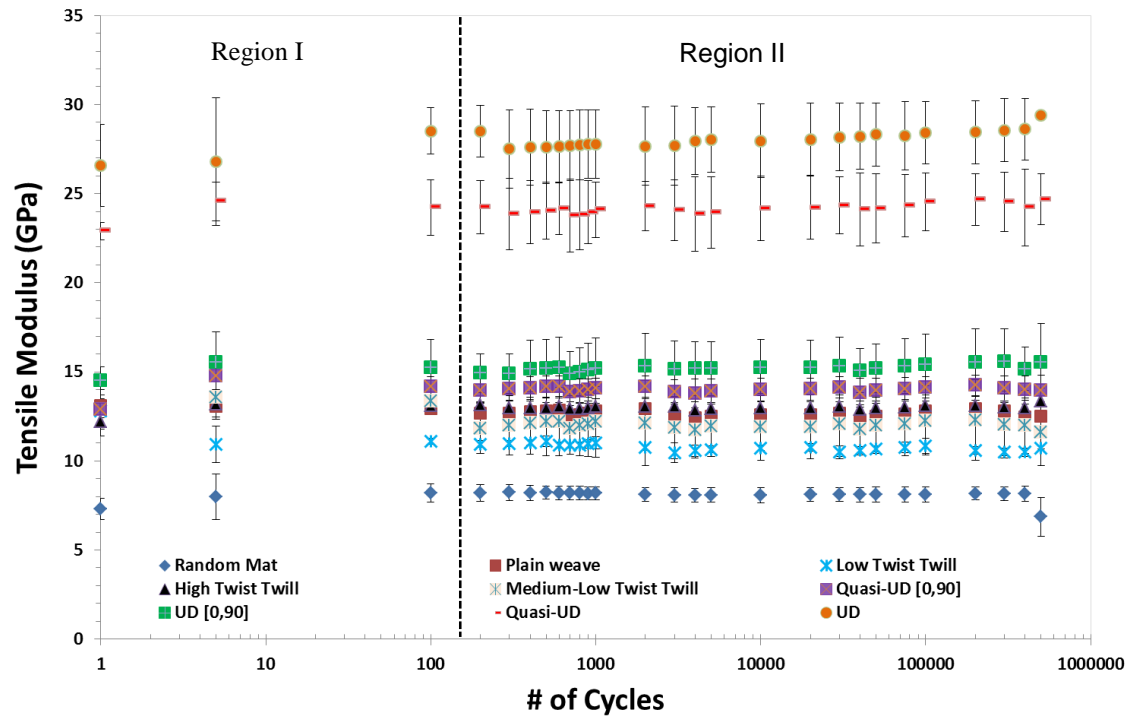 35
30
25
20
15
10
5
0
Tensile Modulus (GPa)
Region I
Region II
Random Mat
Plain weave
Low Twist Twill
High Twist Twill
Medium-Low Twist Twill
Quasi-UD [0,90]
UD [0,90]
Quasi-UD
UD
1 10 100 1000 10000 100000 1000000
# of Cycles